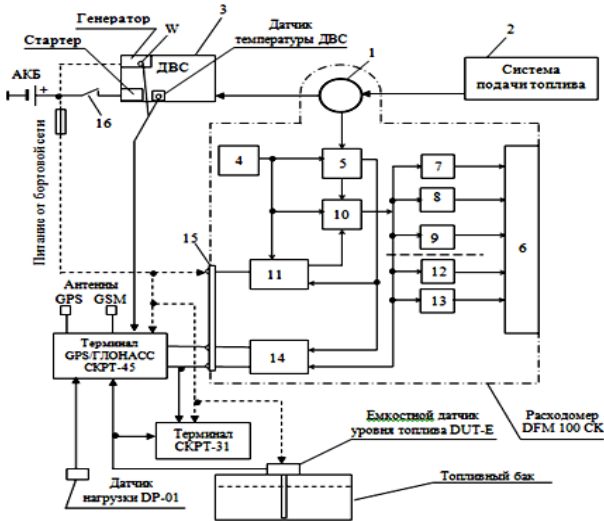 Генератор
W
3
Датчик
температуры ДВС
2
Стартер
ДВС
1
Система
подачи топлива
АКБ
+
16
Питание от бортовой сети
4
5
7
8
10
9
6
15
11
12
13
14
Антенны
GPS GSM
Терминал
GPS/ГЛОНАСС
СКРТ-45
Терминал
СКРТ-31
Емкостный датчик
уровня топлива DUT-E
Расходомер
DFM 100 CK
Датчик
нагрузки DP-01
Топливный бак